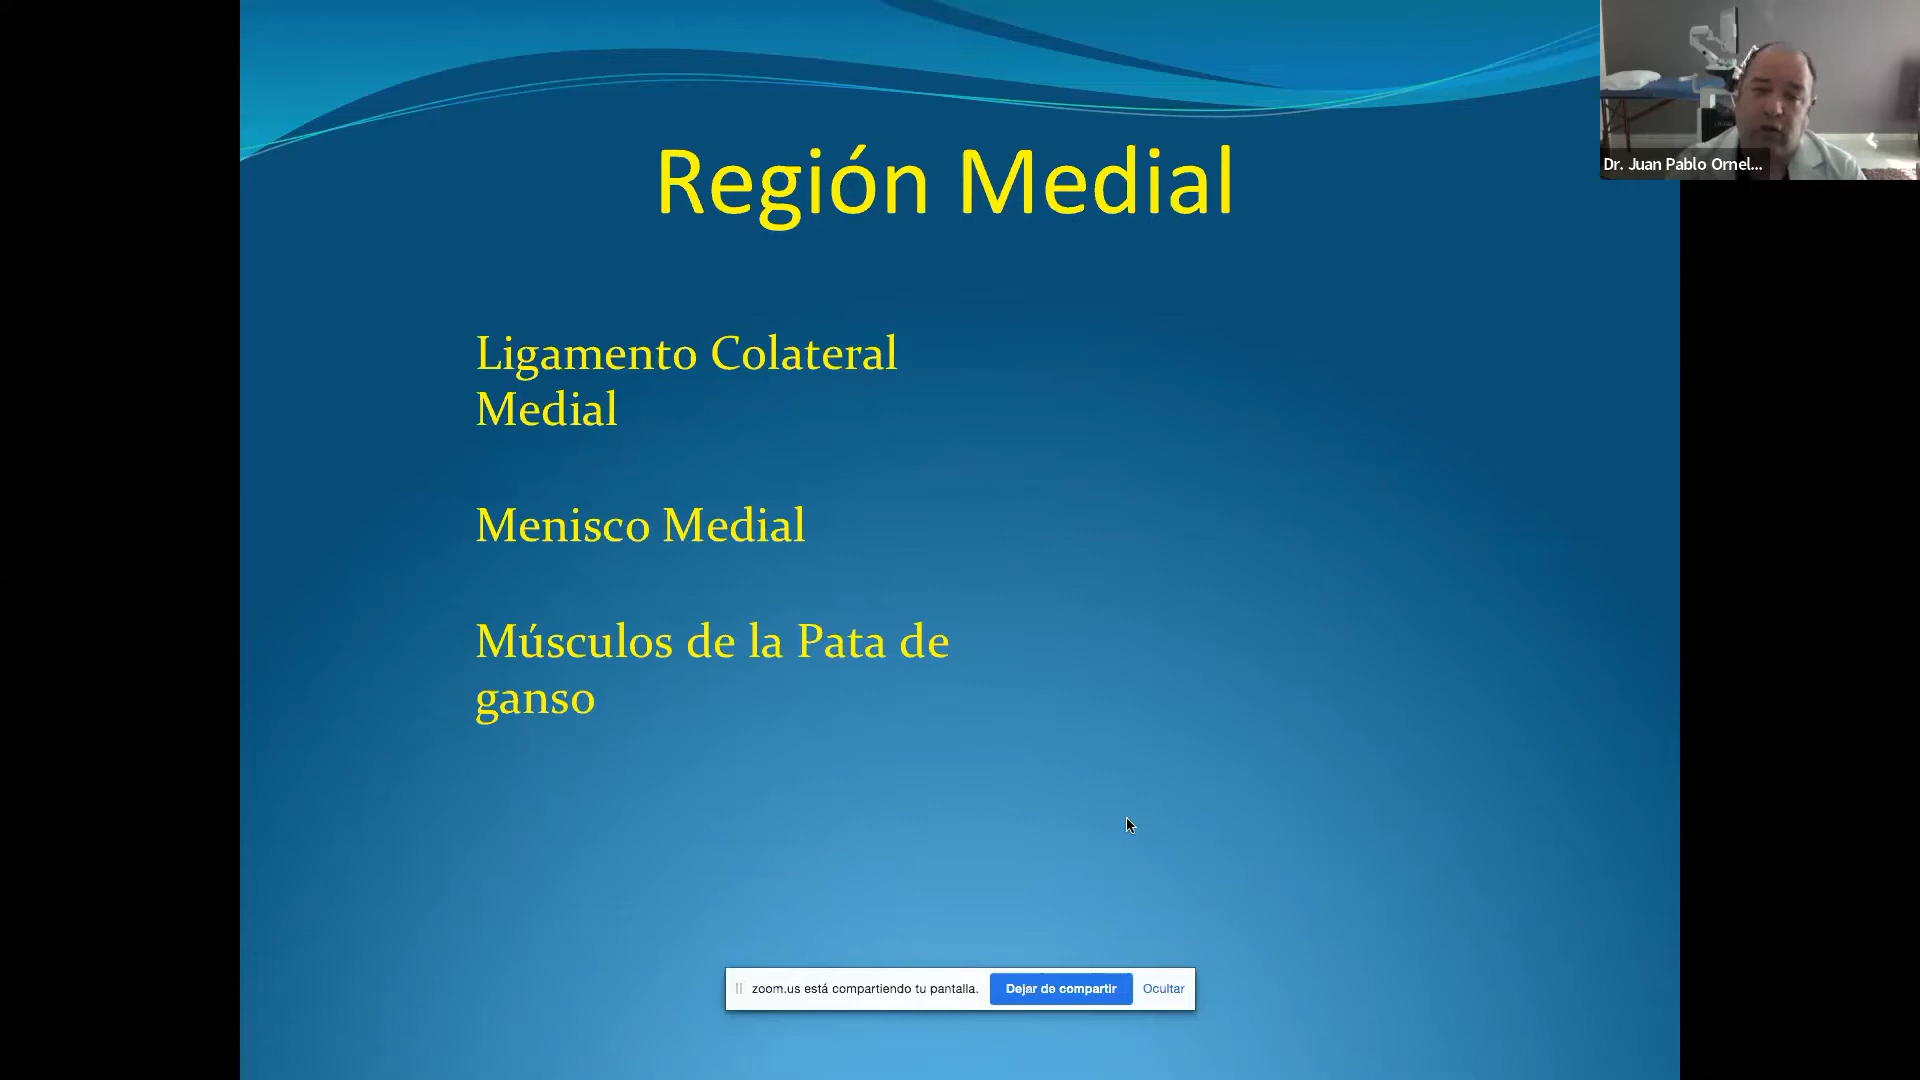 Región Medial
Dr. Juan Pablo Ornel...
Ligamento Colateral
Medial
Menisco Medial
Músculos de la Pata de
ganso
zoom.us está compartiendo tu pantalla. Dejar de compartir Ocultar